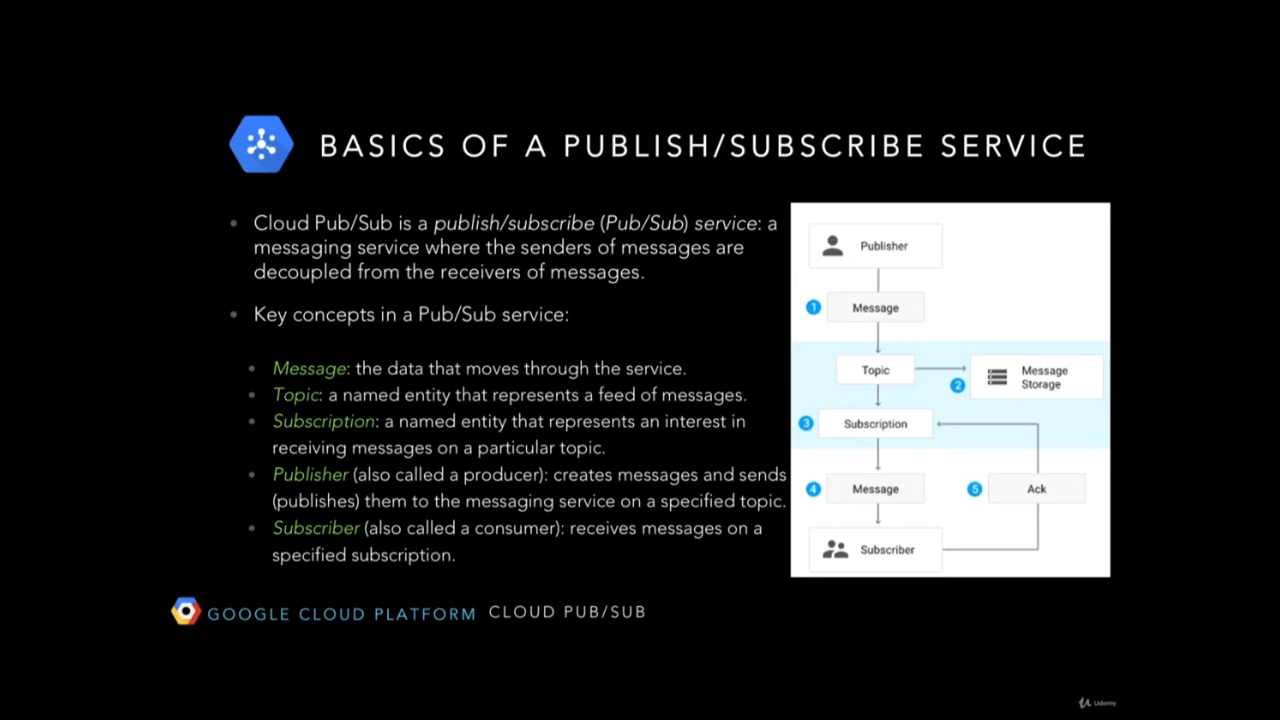 BASICS OF A PUBLISH/SUBSCRIBE SERVICE
Cloud Pub/Sub is a publish/subscribe (Pub/Sub) service: a
messaging service where the senders of messages are
decoupled from the receivers of messages.
Key concepts in a Pub/Sub service:
Message: the data that moves through the service.
Topic: a named entity that represents a feed of messages.
Subscription: a named entity that represents an interest in
receiving messages on a particular topic.
Publisher (also called a producer): creates messages and sends
(publishes) them to the messaging service on a specified topic.
Subscriber (also called a consumer): receives messages on a
specified subscription.
Publisher
1 Message
Topic
2 Message
Storage
3 Subscription
4 Message
5 Ack
Subscriber
GOOGLE CLOUD PLATFORM CLOUD PUB/SUB
Udemy